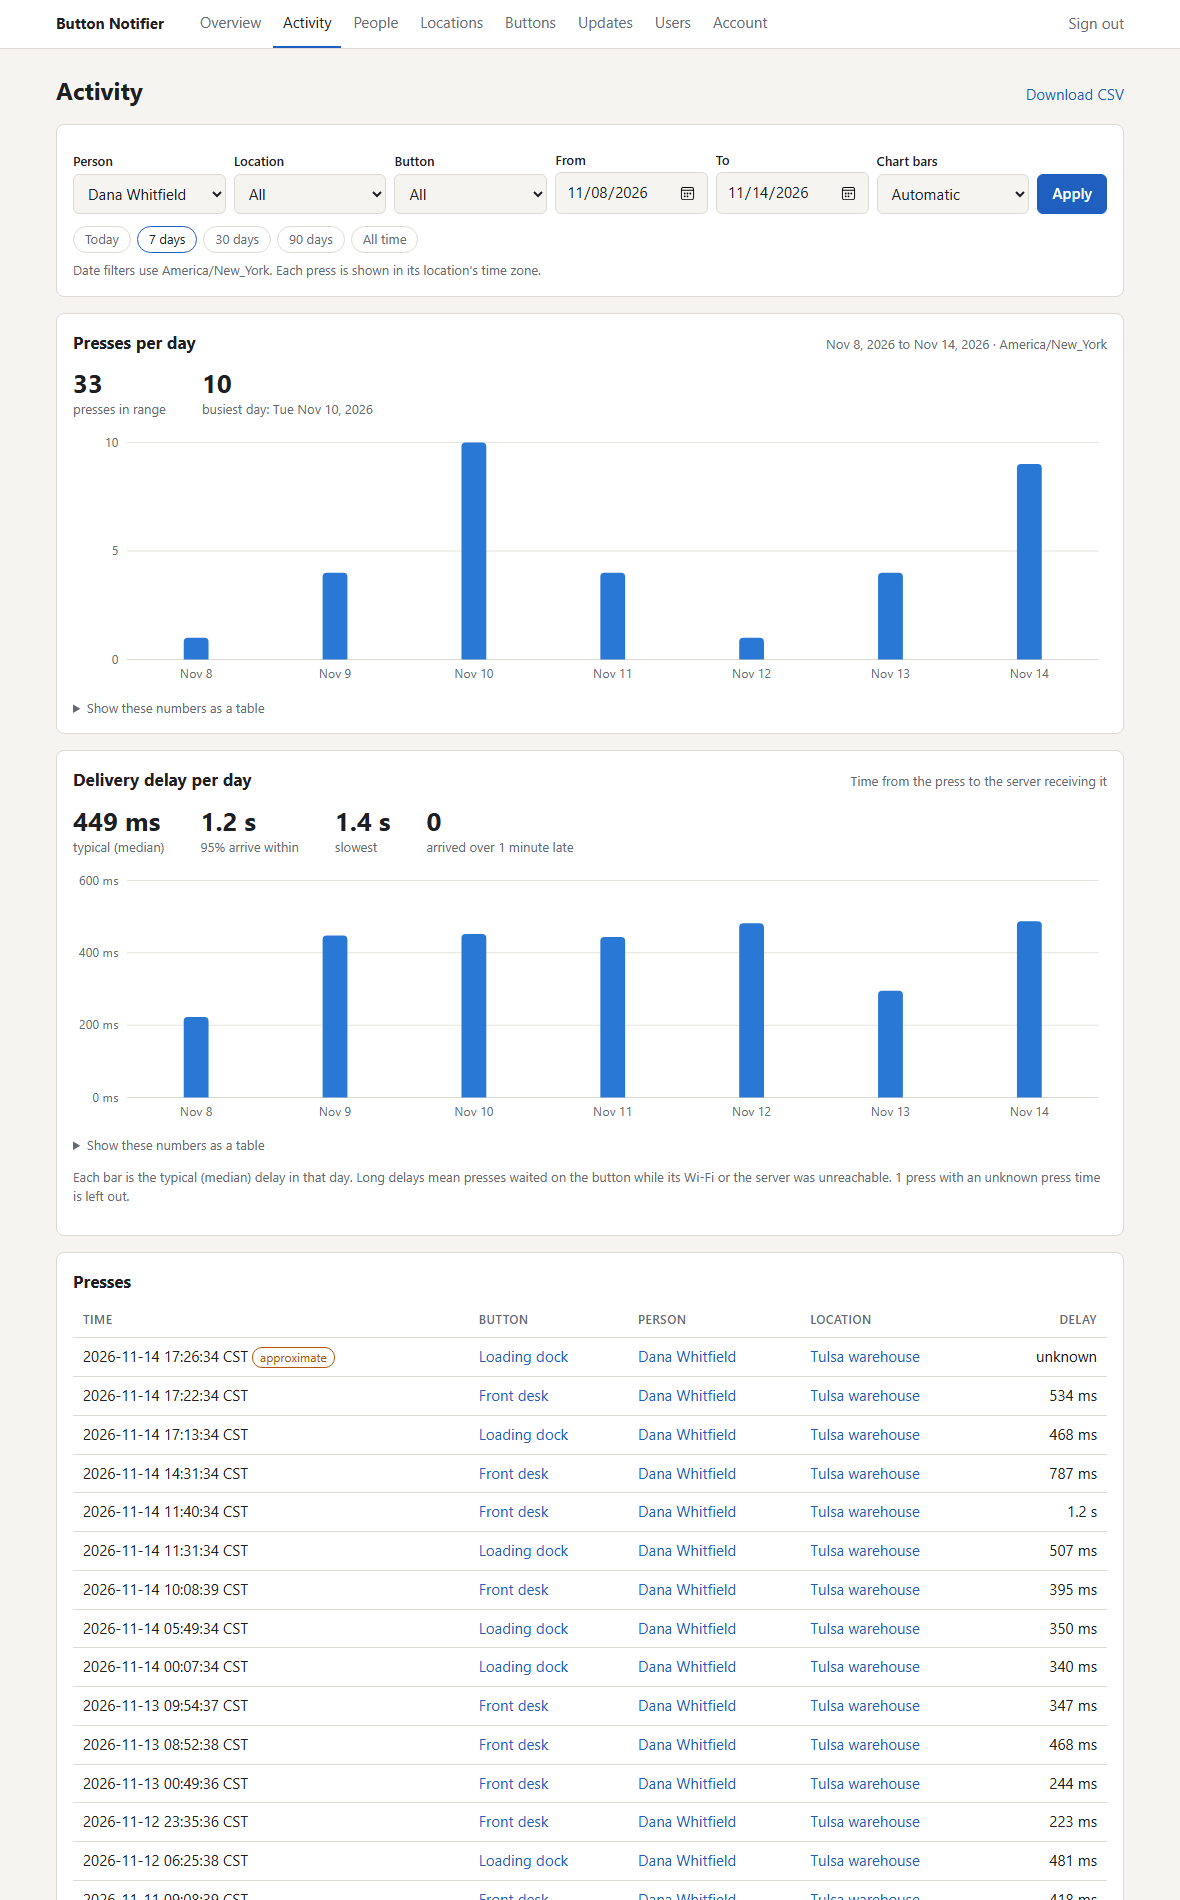 Button Notifier Overview Activity People Locations Buttons Updates Users Account Sign out
Activity
Download CSV
Person Location Button From To Chart bars
Dana Whitfield All All 11/08/2026 11/14/2026 Automatic Apply
Today 7 days 30 days 90 days All time
Date filters use America/New_York. Each press is shown in its location's time zone.
Presses per day Nov 8, 2026 to Nov 14, 2026 · America/New_York
33 10
presses in range busiest day: Tue Nov 10, 2026
10
5
0
Nov 8 Nov 9 Nov 10 Nov 11 Nov 12 Nov 13 Nov 14
Show these numbers as a table
Delivery delay per day Time from the press to the server receiving it
449 ms 1.2 s 1.4 s 0
typical (median) 95% arrive within slowest arrived over 1 minute late
600 ms
400 ms
200 ms
0 ms
Nov 8 Nov 9 Nov 10 Nov 11 Nov 12 Nov 13 Nov 14
Show these numbers as a table
Each bar is the typical (median) delay in that day. Long delays mean presses waited on the button while its Wi-Fi or the server was unreachable. 1 press with an unknown press time
is left out.
Presses
TIME BUTTON PERSON LOCATION DELAY
2026-11-14 17:26:34 CST approximate Loading dock Dana Whitfield Tulsa warehouse unknown
2026-11-14 17:22:34 CST Front desk Dana Whitfield Tulsa warehouse 534 ms
2026-11-14 17:13:34 CST Loading dock Dana Whitfield Tulsa warehouse 468 ms
2026-11-14 14:31:34 CST Front desk Dana Whitfield Tulsa warehouse 787 ms
2026-11-14 11:40:34 CST Front desk Dana Whitfield Tulsa warehouse 1.2 s
2026-11-14 11:31:34 CST Loading dock Dana Whitfield Tulsa warehouse 507 ms
2026-11-14 10:08:39 CST Front desk Dana Whitfield Tulsa warehouse 395 ms
2026-11-14 05:49:34 CST Loading dock Dana Whitfield Tulsa warehouse 350 ms
2026-11-14 00:07:34 CST Loading dock Dana Whitfield Tulsa warehouse 340 ms
2026-11-13 09:54:37 CST Front desk Dana Whitfield Tulsa warehouse 347 ms
2026-11-13 08:52:38 CST Front desk Dana Whitfield Tulsa warehouse 468 ms
2026-11-13 00:49:36 CST Front desk Dana Whitfield Tulsa warehouse 244 ms
2026-11-12 23:35:36 CST Front desk Dana Whitfield Tulsa warehouse 223 ms
2026-11-12 06:25:38 CST Loading dock Dana Whitfield Tulsa warehouse 481 ms
2026-11-11 09:08:39 CST Front desk Dana Whitfield Tulsa warehouse 418 ms